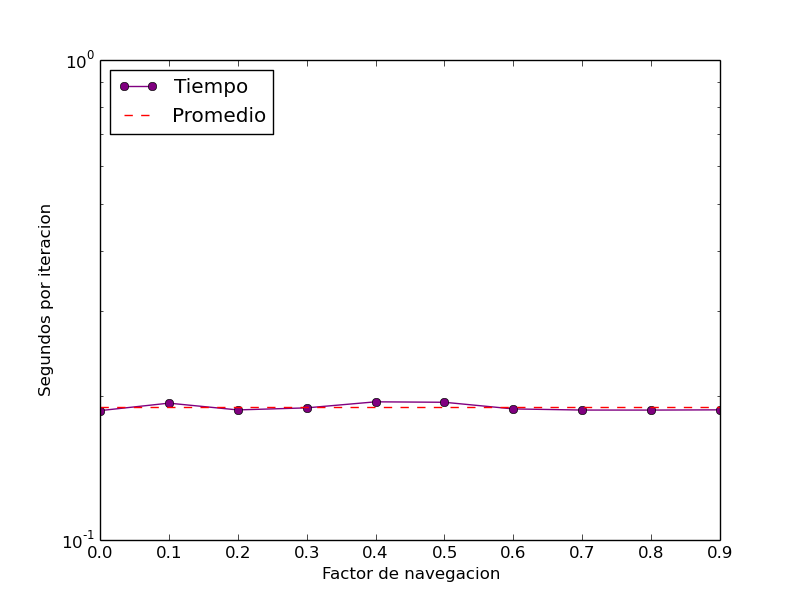 10^0
Tiempo
Promedio
Segundos por iteracion
10^-1
0.0 0.1 0.2 0.3 0.4 0.5 0.6 0.7 0.8 0.9
Factor de navegacion